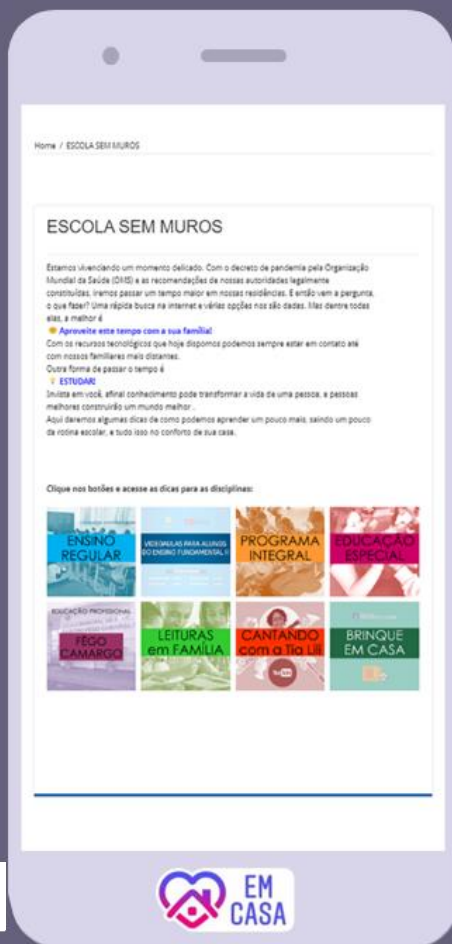 Home / ESCOLA SEM MUROS
ESCOLA SEM MUROS
Estamos vivenciando um momento delicado. Com o decreto de pandemia pela Organização
Mundial da Saúde (OMS) e as recomendações de nossas autoridades legalmente
constituídas, iremos passar um tempo maior em nossas residências. E então vem a pergunta,
o que fazer? Uma rápida busca na internet e várias opções nos são dadas. Mas dentre todas
elas, a melhor é
Aproveite este tempo com a sua família!
Com os recursos tecnológicos que hoje dispomos podemos sempre estar em contato até
com nossos familiares mais distantes.
Outra forma de passar o tempo é
ESTUDAR!
Invista em você, afinal conhecimento pode transformar a vida de uma pessoa, e pessoas
melhores construirão um mundo melhor .
Aqui daremos algumas dicas de como podemos aprender um pouco mais, saindo um pouco
da rotina escolar, e tudo isso no conforto de sua casa.
Clique nos botões e acesse as dicas para as disciplinas:
ENSINO
REGULAR
VIDEOAULAS PARA ALUNOS
DO ENSINO FUNDAMENTAL II
PROGRAMA
INTEGRAL
EDUCAÇÃO
ESPECIAL
EDUCAÇÃO PROFISSIONAL
FÊGO
CAMARGO
LEITURAS
em FAMÍLIA
CANTANDO
com a Tia Lili
YouTube
BRINQUE
EM CASA
EM
CASA